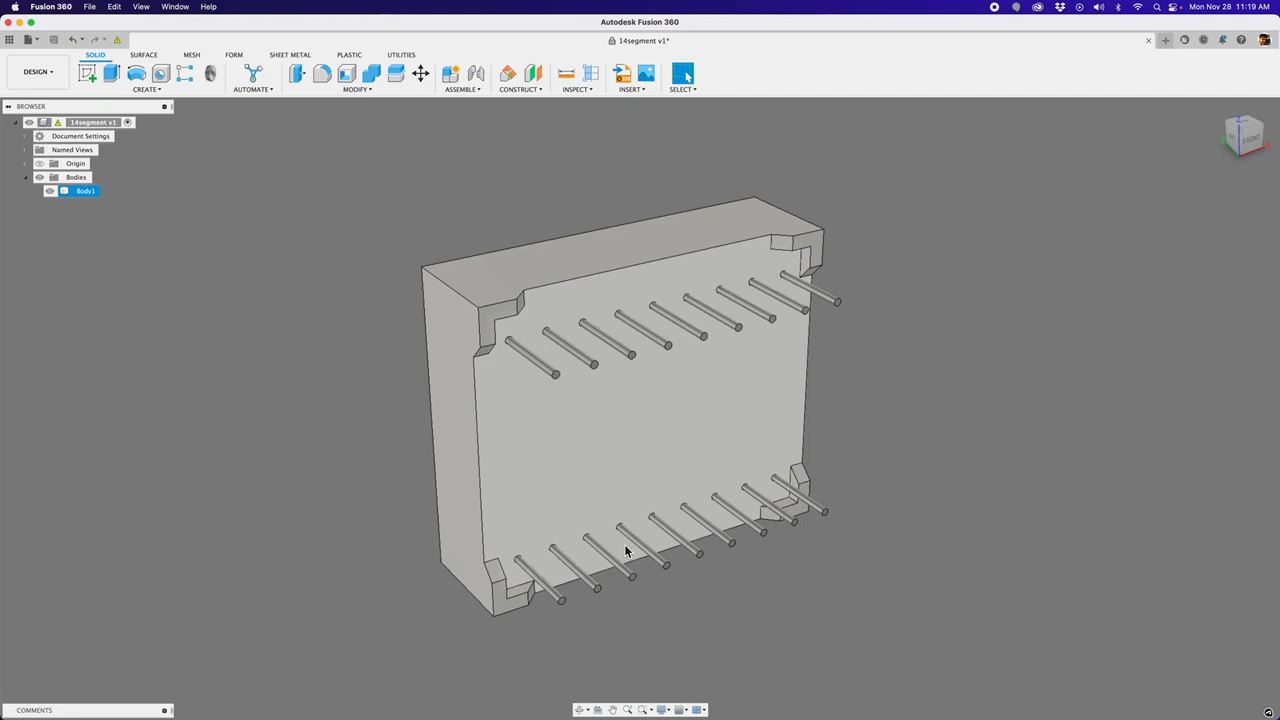 Fusion 360 File Edit View Window Help Mon Nov 28 11:19 AM
Autodesk Fusion 360
14segment v1*
SOLID SURFACE MESH FORM SHEET METAL PLASTIC UTILITIES
DESIGN
CREATE AUTOMATE MODIFY ASSEMBLE CONSTRUCT INSPECT INSERT SELECT
BROWSER
14segment v1
Document Settings
Named Views
Origin
Bodies
Body1
Z
FRONT
X
COMMENTS